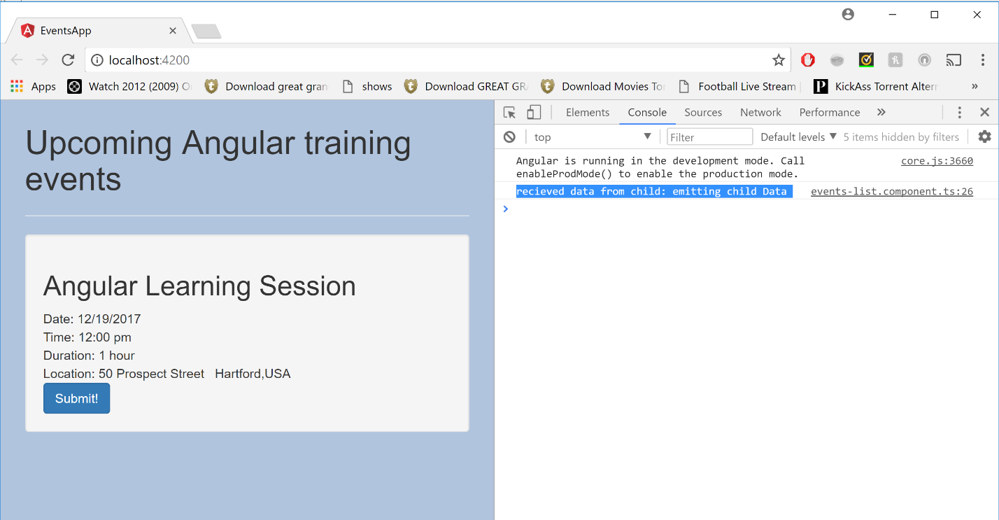 EventsApp
localhost:4200
Apps Watch 2012 (2009) Download great gran shows Download GREAT GR Download Movies Football Live Stream KickAss Torrent Alter »
Upcoming Angular training
events
Angular Learning Session
Date: 12/19/2017
Time: 12:00 pm
Duration: 1 hour
Location: 50 Prospect Street Hartford,USA
Submit!
Elements Console Sources Network Performance »
top Filter Default levels 5 items hidden by filters
Angular is running in the development mode. Call core.js:3660
enableProdMode() to enable the production mode.
recieved data from child: emitting child Data events-list.component.ts:26